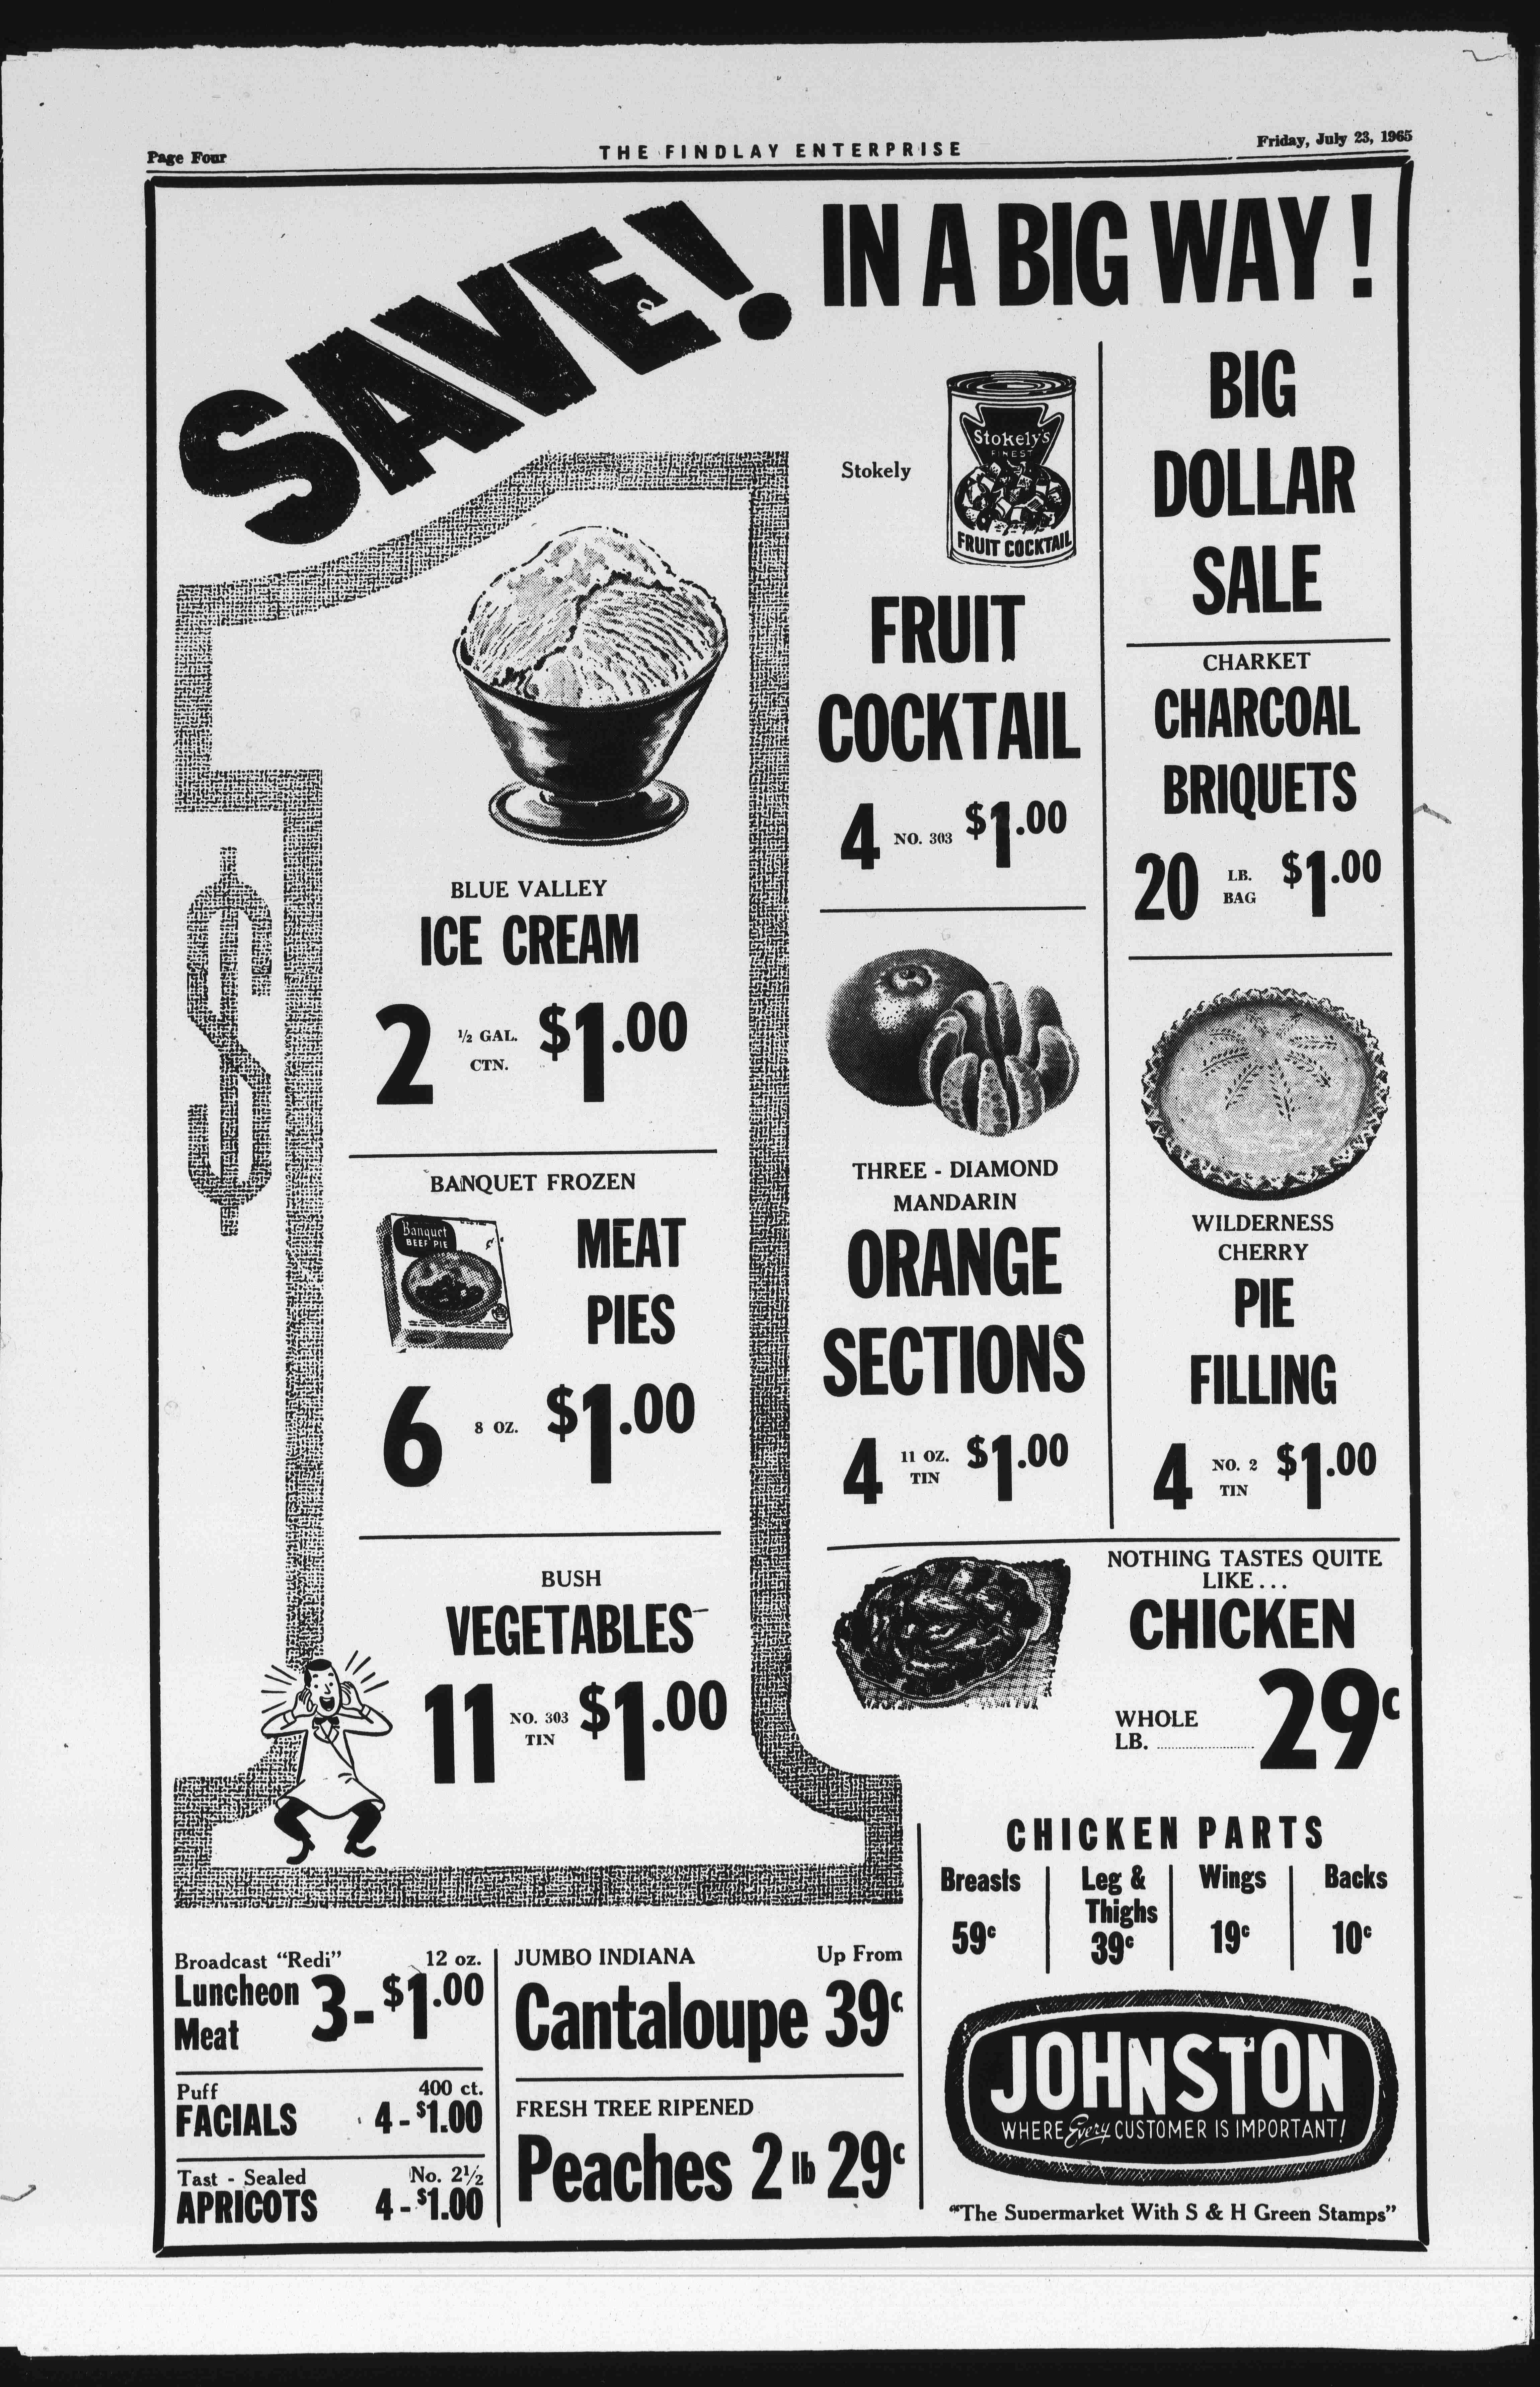 Page Four
THE FINDLAY ENTERPRISE
Friday, July 23, 1965
SAVE!
IN A BIG WAY!
BLUE VALLEY
ICE CREAM
2 ½ GAL. CTN. $1.00
BANQUET FROZEN
Banquet
BEEF PIE
MEAT
PIES
6 8 OZ. $1.00
BUSH
VEGETABLES
11 NO. 303 TIN $1.00
$
Stokely
Stokely's
FINEST
FRUIT COCKTAIL
FRUIT
COCKTAIL
4 NO. 303 $1.00
THREE - DIAMOND
MANDARIN
ORANGE
SECTIONS
4 11 OZ. TIN $1.00
BIG
DOLLAR
SALE
CHARKET
CHARCOAL
BRIQUETS
20 LB. BAG $1.00
WILDERNESS
CHERRY
PIE
FILLING
4 NO. 2 TIN $1.00
NOTHING TASTES QUITE
LIKE...
CHICKEN
WHOLE
LB. .......................... 29c
CHICKEN PARTS
Breasts
59c
Leg &
Thighs
39c
Wings
19c
Backs
10c
Broadcast "Redi" 12 oz.
Luncheon
Meat
3-$1.00
Puff 400 ct.
FACIALS 4-$1.00
Tast - Sealed No. 2½
APRICOTS 4-$1.00
JUMBO INDIANA Up From
Cantaloupe 39c
FRESH TREE RIPENED
Peaches 2 lb 29c
JOHNSTON
WHERE Every CUSTOMER IS IMPORTANT!
"The Supermarket With S & H Green Stamps"